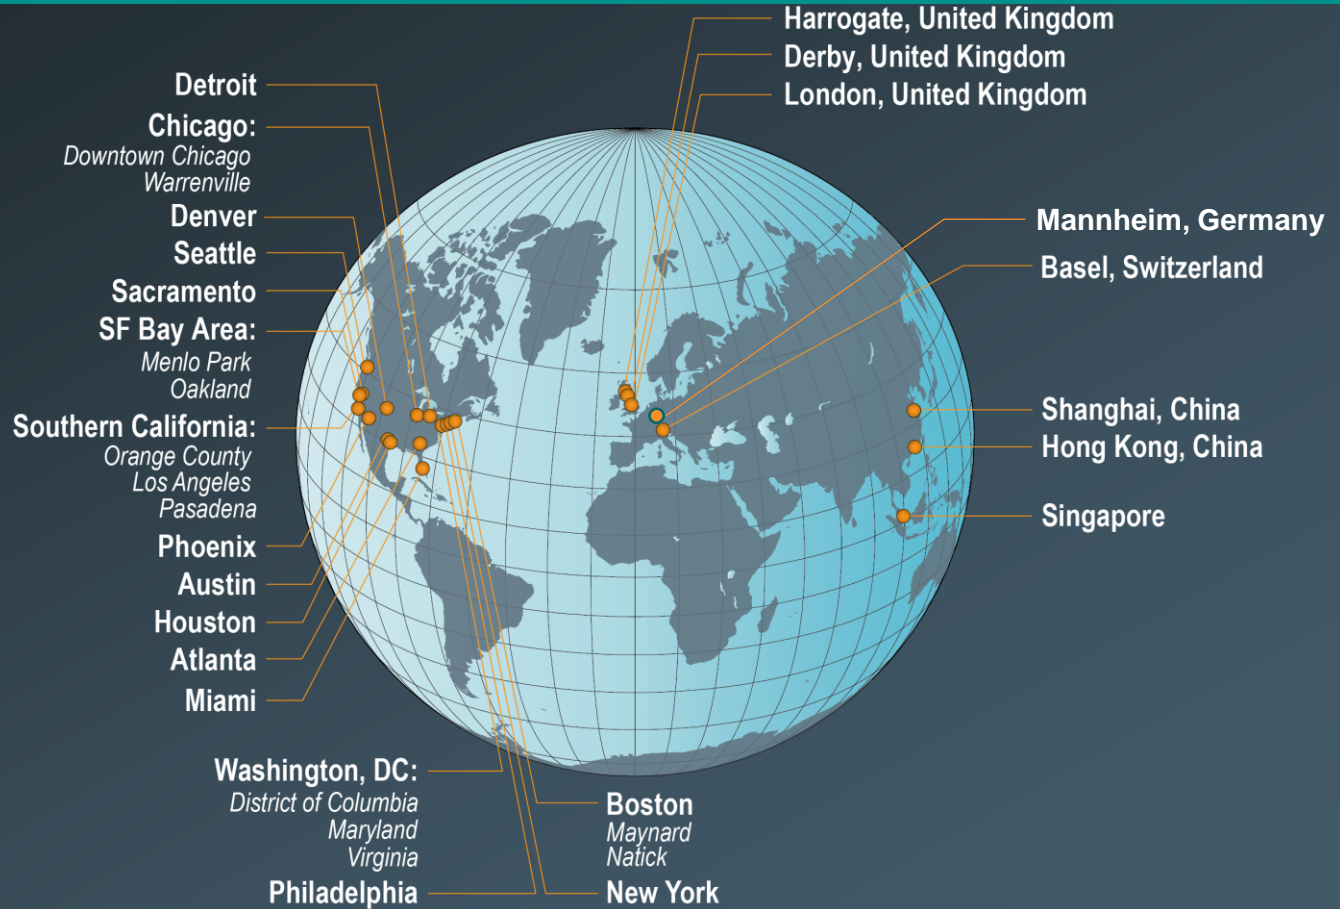 Harrogate, United Kingdom
Derby, United Kingdom
London, United Kingdom
Detroit
Chicago:
Downtown Chicago
Warrenville
Denver
Seattle
Sacramento
SF Bay Area:
Menlo Park
Oakland
Southern California:
Orange County
Los Angeles
Pasadena
Phoenix
Austin
Houston
Atlanta
Miami
Mannheim, Germany
Basel, Switzerland
Shanghai, China
Hong Kong, China
Singapore
Washington, DC:
District of Columbia
Maryland
Virginia
Philadelphia
Boston
Maynard
Natick
New York